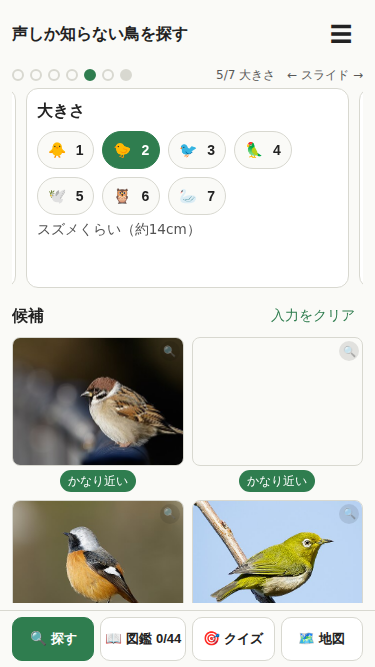 声しか知らない鳥を探す
5/7 大きさ ← スライド →
大きさ
1
2
3
4
5
6
7
スズメくらい（約14cm）
候補 入力をクリア
かなり近い かなり近い
探す 図鑑 0/44 クイズ 地図